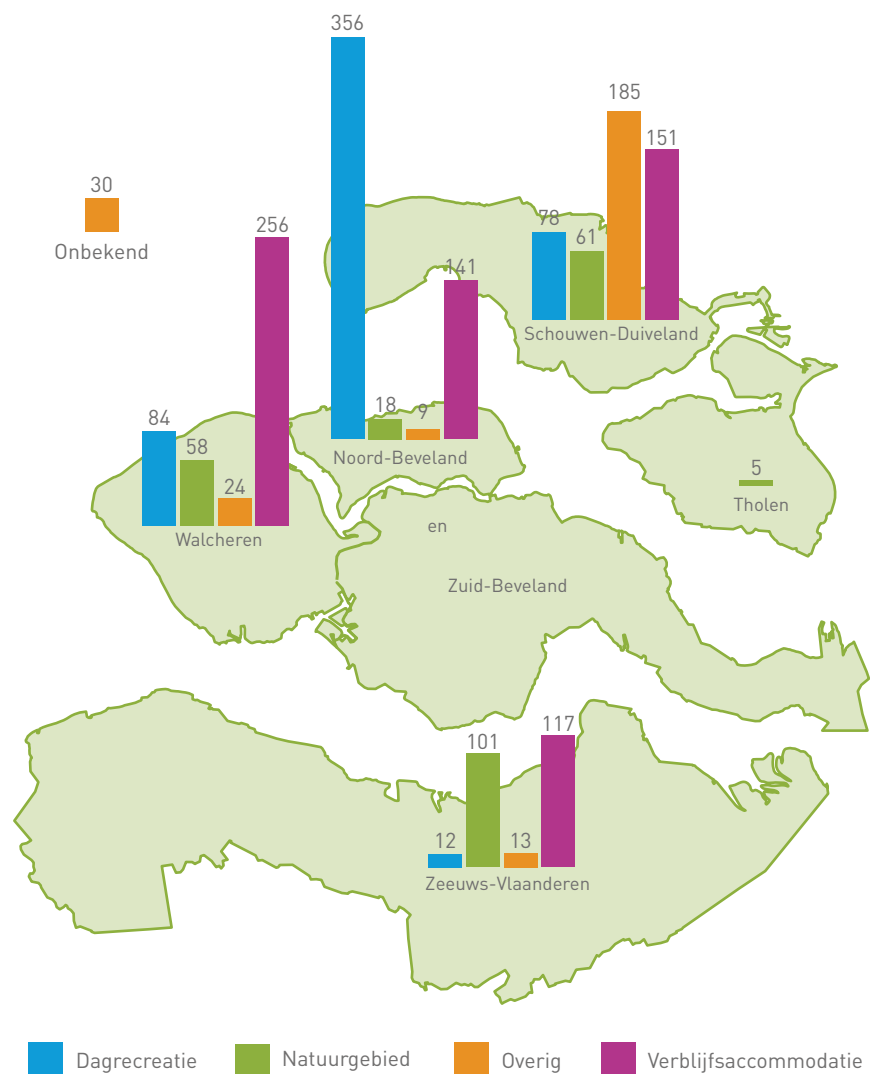 356
185
151
30
Onbekend
256
78
61
141
Schouwen-Duiveland
84
58
24
18
9
Noord-Beveland
5
Tholen
Walcheren
en
Zuid-Beveland
12
101
13
117
Zeeuws-Vlaanderen
Dagrecreatie
Natuurgebied
Overig
Verblijfsaccommodatie